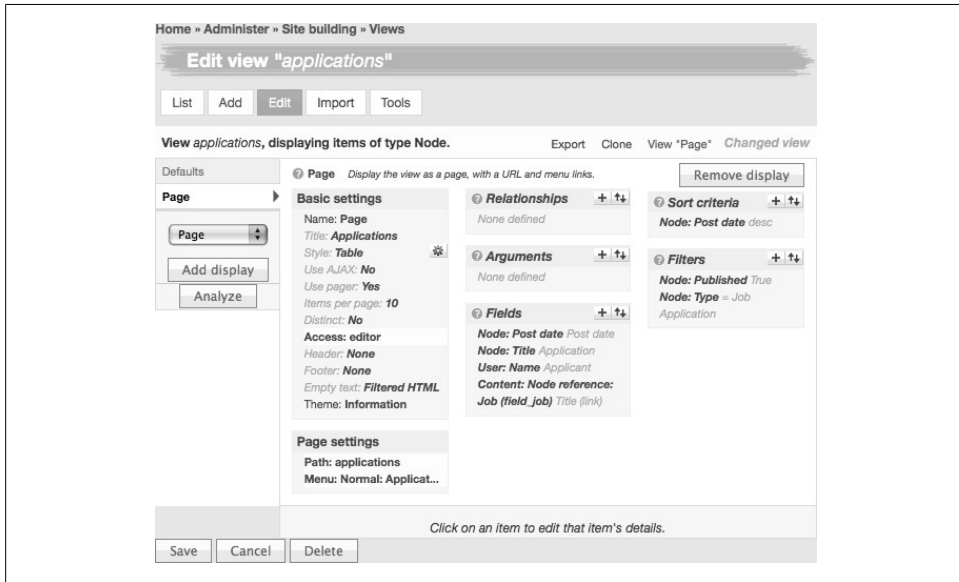 Home » Administer » Site building » Views
Edit view "applications"
List Add Edit Import Tools
View applications, displaying items of type Node.
Export Clone View "Page" Changed view
Defaults
Page
Page
Add display
Analyze
Page Display the view as a page, with a URL and menu links.
Remove display
Basic settings
Name: Page
Title: Applications
Style: Table
Use AJAX: No
Use pager: Yes
Items per page: 10
Distinct: No
Access: editor
Header: None
Footer: None
Empty text: Filtered HTML
Theme: Information
Page settings
Path: applications
Menu: Normal: Applicat...
Relationships
None defined
Arguments
None defined
Fields
Node: Post date Post date
Node: Title Application
User: Name Applicant
Content: Node reference:
Job (field_job) Title (link)
Sort criteria
Node: Post date desc
Filters
Node: Published True
Node: Type = Job
Application
Click on an item to edit that item's details.
Save Cancel Delete